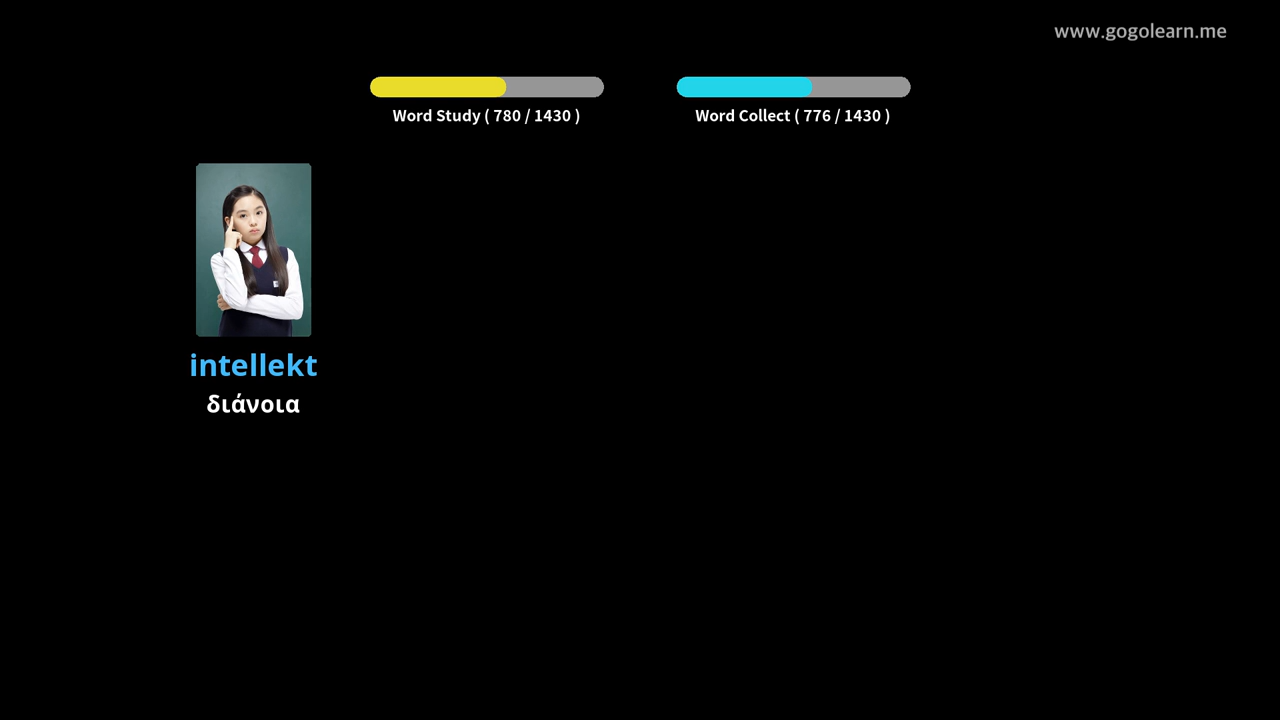 www.gogolearn.me
Word Study ( 780 / 1430 )
Word Collect ( 776 / 1430 )
intellekt
διάνοια